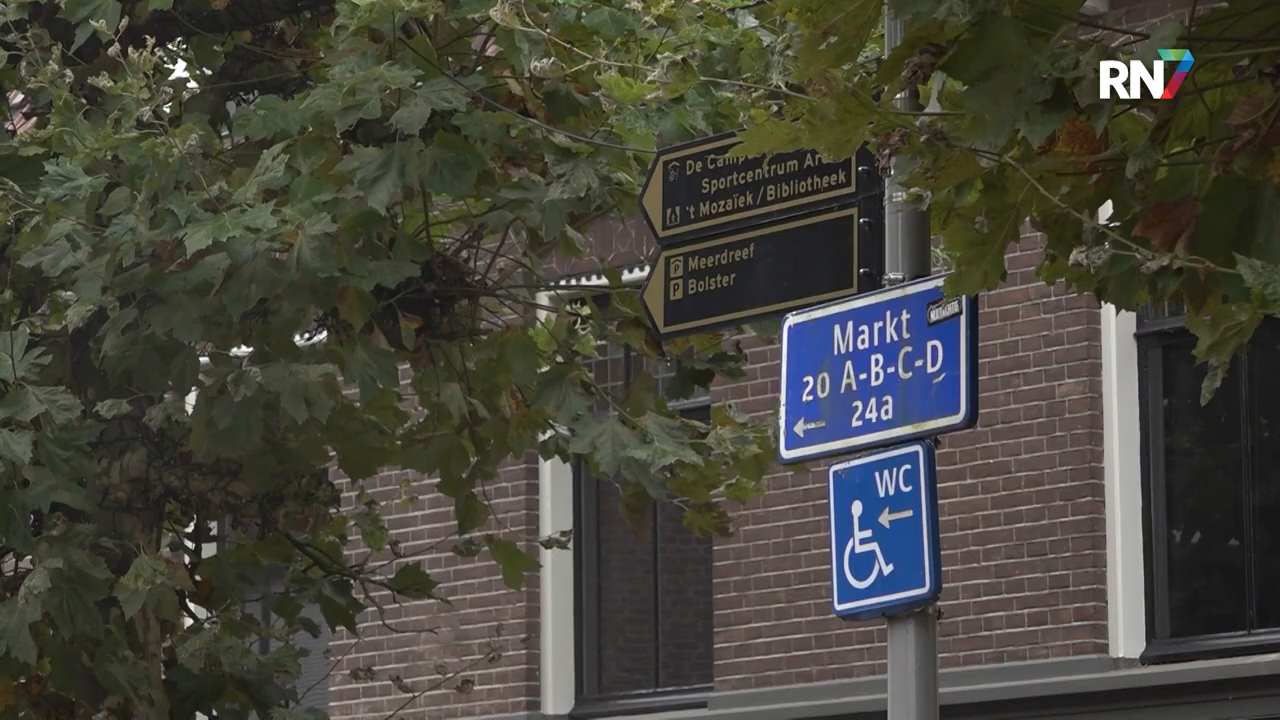 RN7
De Camp
Sportcentrum
't Mozaïek / Bibliotheek
P Meerdreef
P Bolster
Markt
20 A-B-C-D
24a
WC